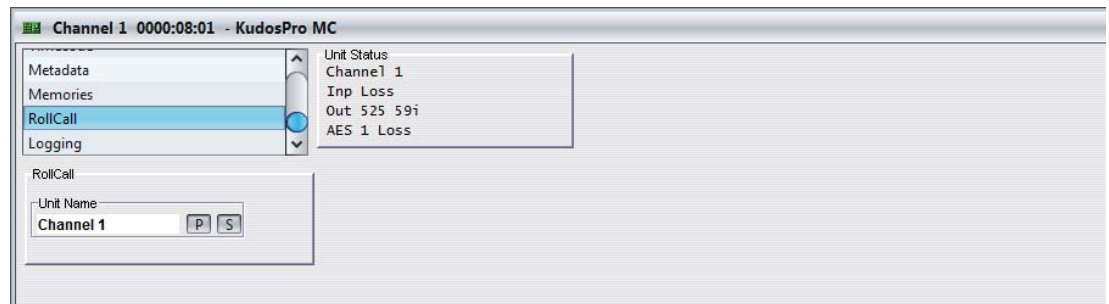 Channel 1 0000:08:01 - KudosPro MC
Metadata
Memories
RollCall
Logging
Unit Status
Channel 1
Inp Loss
Out 525 59i
AES 1 Loss
RollCall
Unit Name
Channel 1 P S